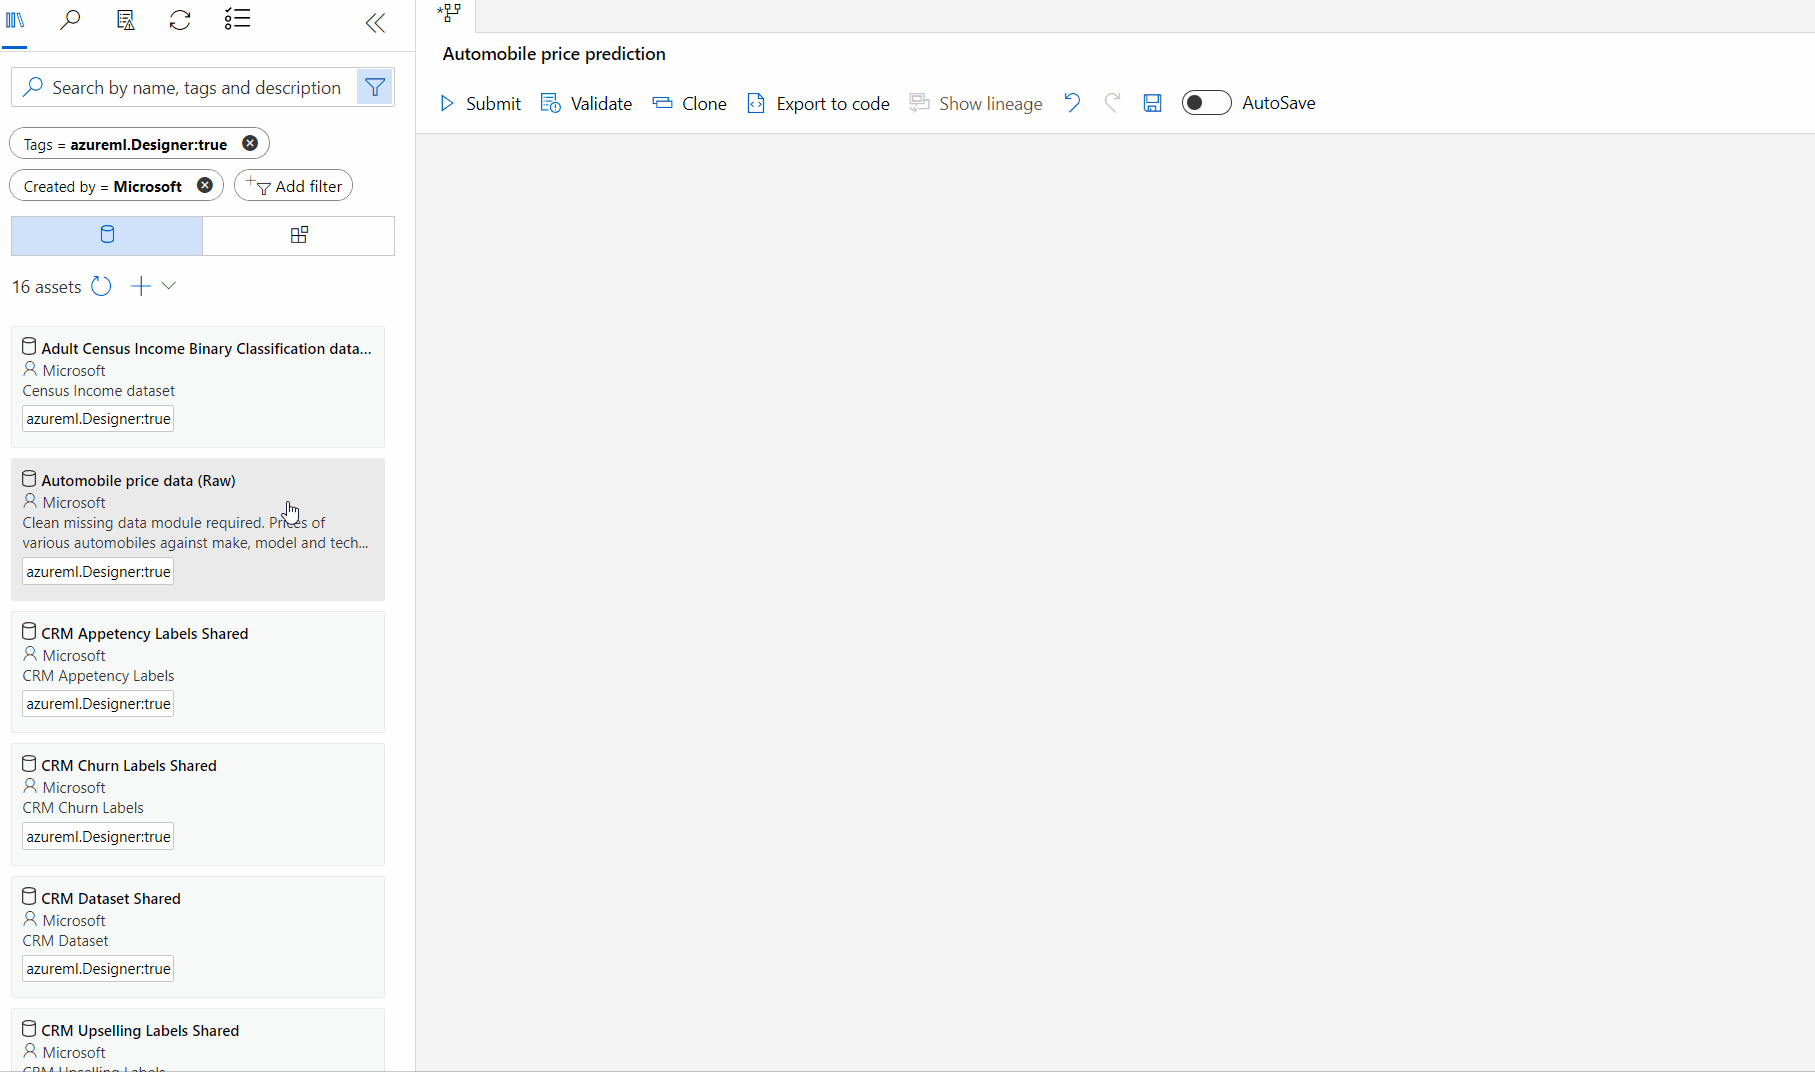 Automobile price prediction
Submit Validate Clone Export to code Show lineage AutoSave
Search by name, tags and description
Tags = azureml.Designer:true
Created by = Microsoft
Add filter
16 assets
Adult Census Income Binary Classification data...
Microsoft
Census Income dataset
azureml.Designer:true
Automobile price data (Raw)
Microsoft
Clean missing data module required. Prices of
various automobiles against make, model and tech...
azureml.Designer:true
CRM Appetency Labels Shared
Microsoft
CRM Appetency Labels
azureml.Designer:true
CRM Churn Labels Shared
Microsoft
CRM Churn Labels
azureml.Designer:true
CRM Dataset Shared
Microsoft
CRM Dataset
azureml.Designer:true
CRM Upselling Labels Shared
Microsoft
CRM Upselling Labels